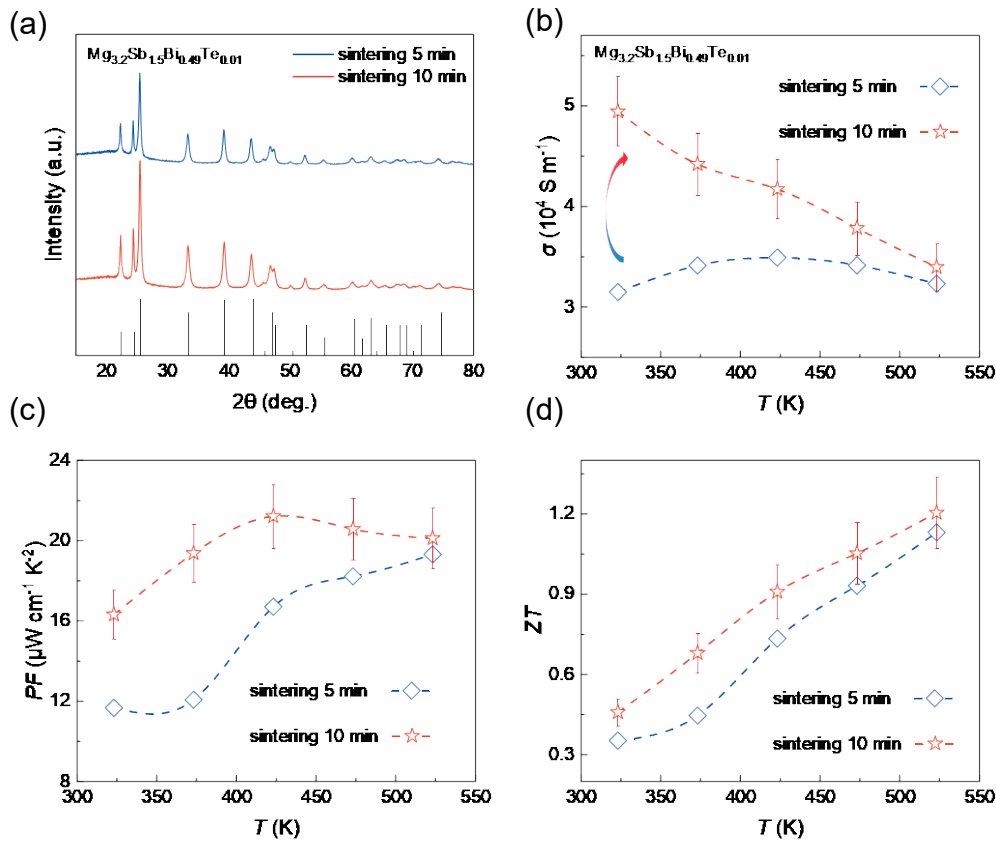 (a)
Mg3.2Sb1.5Bi0.49Te0.01
sintering 5 min
sintering 10 min
Intensity (a.u.)
20 30 40 50 60 70 80
2θ (deg.)
(b)
Mg3.2Sb1.5Bi0.49Te0.01
sintering 5 min
sintering 10 min
σ (10⁴ S m⁻¹)
5
4
3
300 350 400 450 500 550
T (K)
(c)
PF (μW cm⁻¹ K⁻²)
24
20
16
12
8
sintering 5 min
sintering 10 min
300 350 400 450 500 550
T (K)
(d)
ZT
1.2
0.9
0.6
0.3
sintering 5 min
sintering 10 min
300 350 400 450 500 550
T (K)